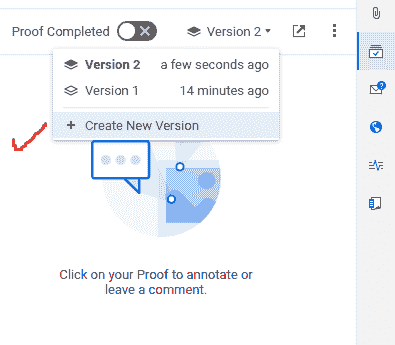 Proof Completed
Version 2
Version 2 a few seconds ago
Version 1 14 minutes ago
+ Create New Version
Click on your Proof to annotate or
leave a comment.